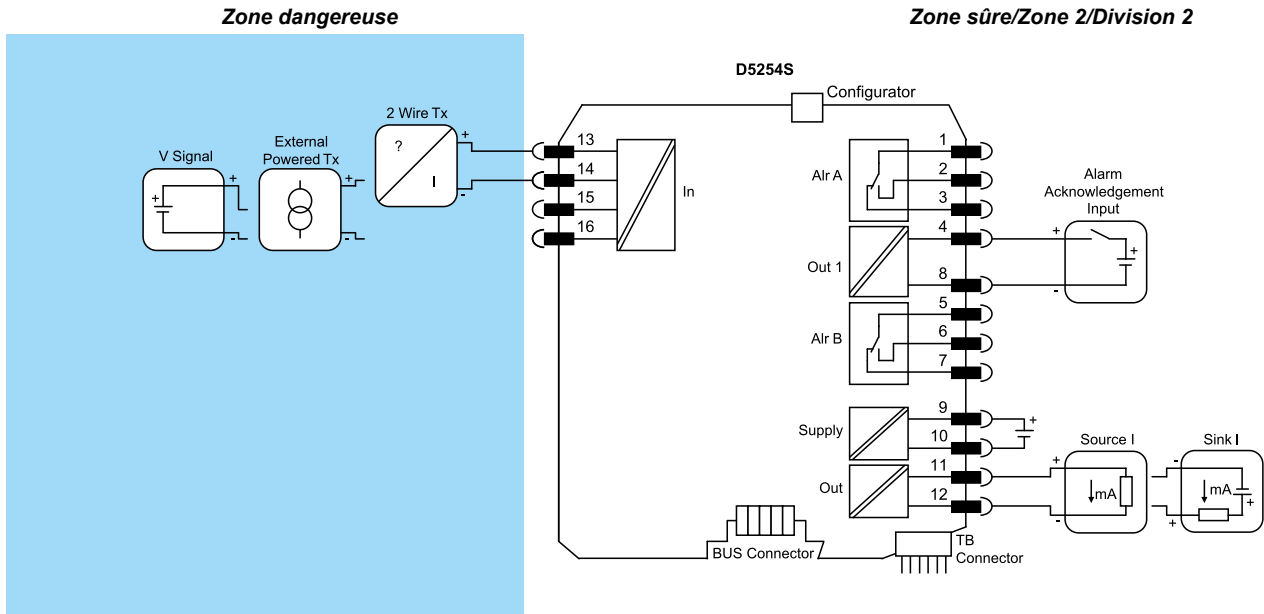 Zone dangereuse
Zone sûre/Zone 2/Division 2
D5254S
Configurator
2 Wire Tx
+
?
I
-
External
Powered Tx
+
-
V Signal
+
+
-
13
14
15
16
In
1
2
3
Alr A
4
8
Out 1
5
6
7
Alr B
9
10
Supply
11
12
Out
Alarm
Acknowledgement
Input
+
+
-
+
Source I
+
mA
-
Sink I
-
mA
+
+
BUS Connector
TB
Connector